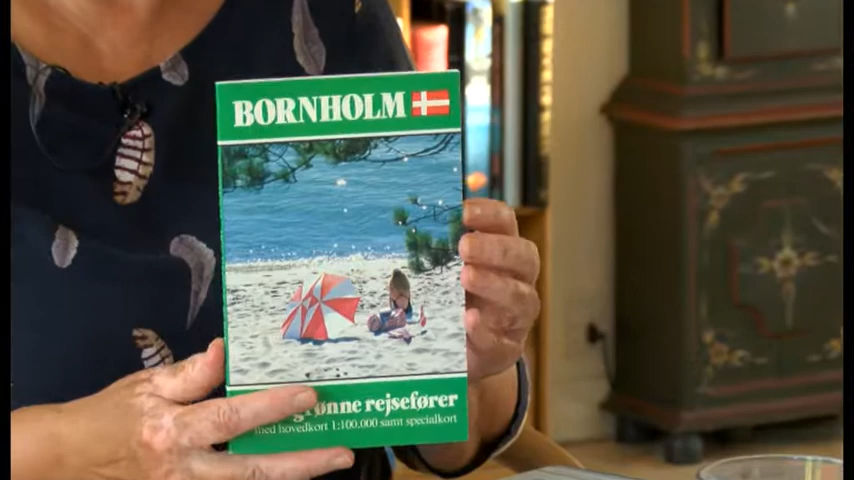 BORNHOLM
grønne rejsefører
med hovedkort 1:100.000 samt specialkort